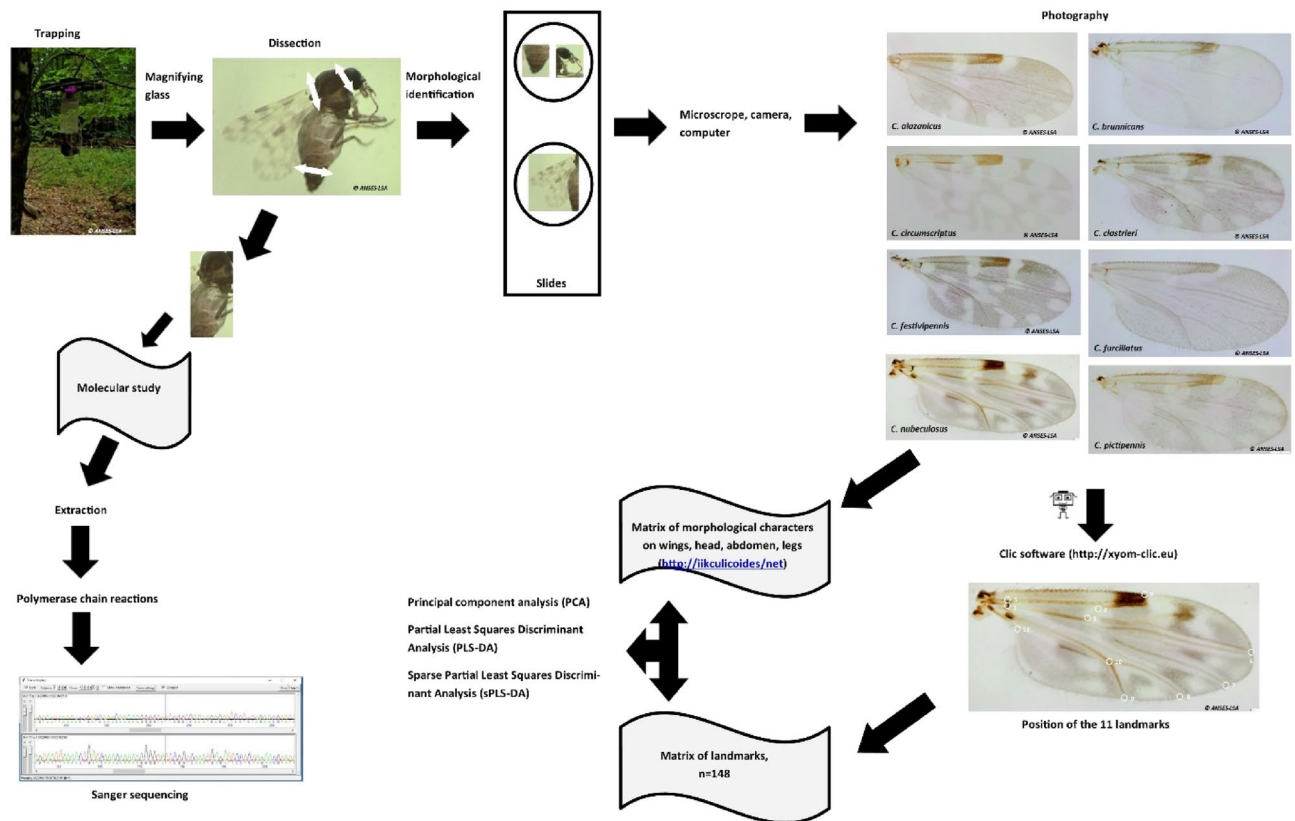 Trapping
© ANSES-LSA
Magnifying
glass
Dissection
© ANSES-LSA
Morphological
identification
Slides
Microscope, camera,
computer
Photography
C. alazanicus
© ANSES-LSA
C. brunnicans
© ANSES-LSA
C. circumscriptus
© ANSES-LSA
C. clastrieri
© ANSES-LSA
C. festivipennis
© ANSES-LSA
C. furcillatus
© ANSES-LSA
C. nubeculosus
© ANSES-LSA
C. pictipennis
© ANSES-LSA
Molecular study
Extraction
Polymerase chain reactions
Sanger sequencing
Matrix of morphological characters
on wings, head, abdomen, legs
(http://iikculicoides/net)
Principal component analysis (PCA)
Partial Least Squares Discriminant
Analysis (PLS-DA)
Sparse Partial Least Squares Discrimi-
nant Analysis (sPLS-DA)
Matrix of landmarks,
n=148
Clic software (http://xyom-clic.eu)
© ANSES-LSA
Position of the 11 landmarks